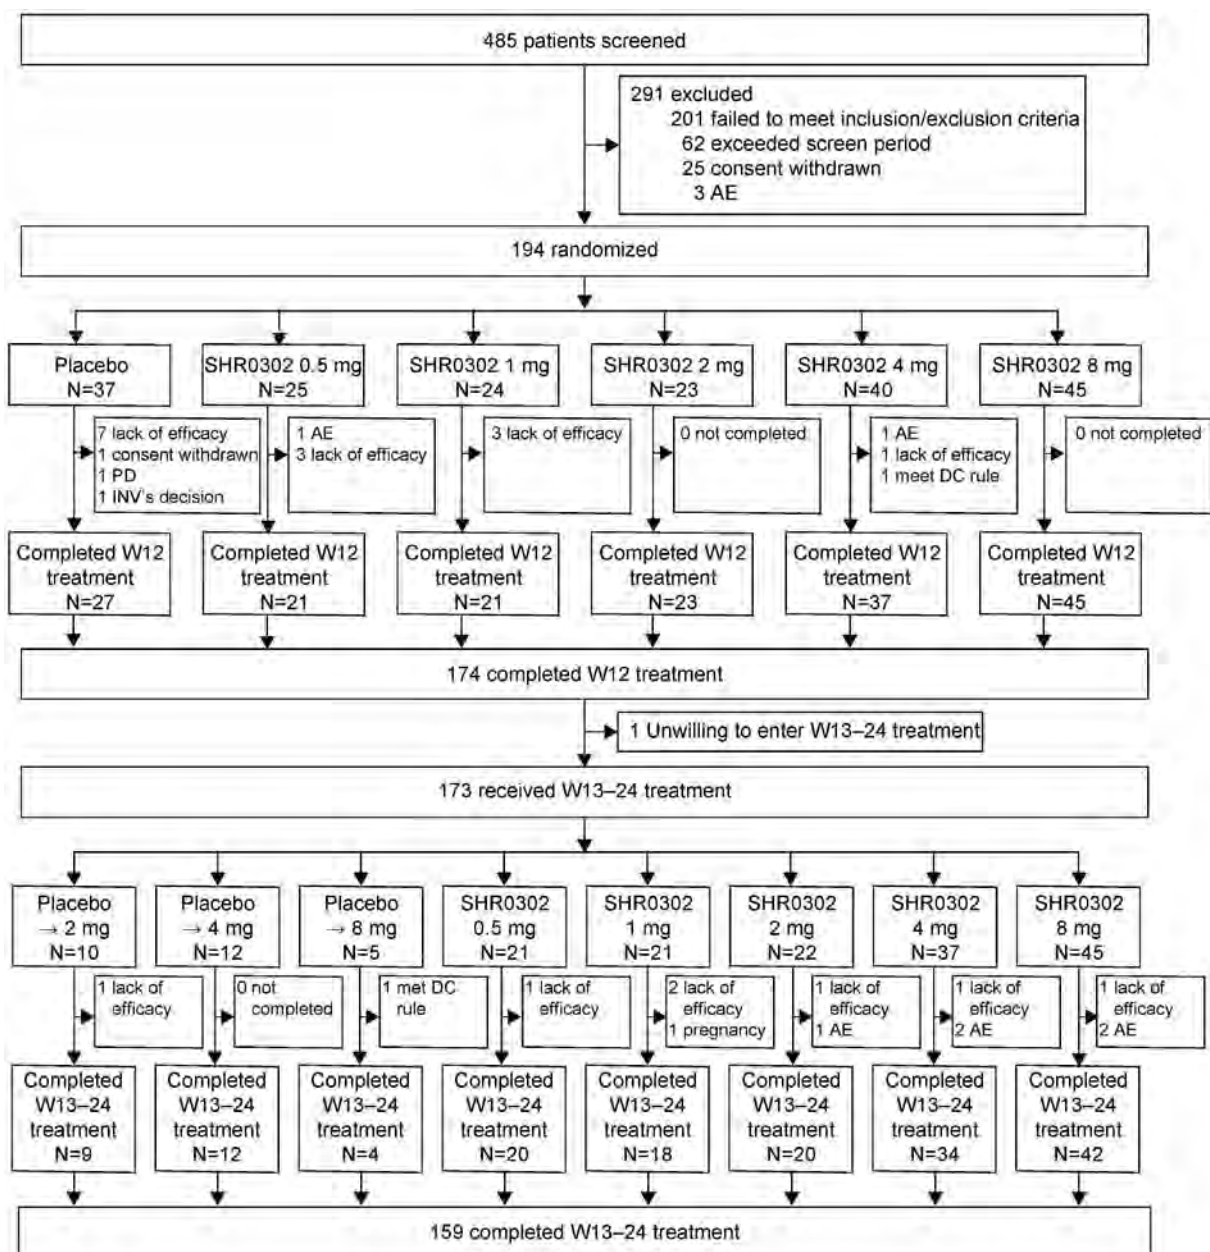 485 patients screened
291 excluded
201 failed to meet inclusion/exclusion criteria
62 exceeded screen period
25 consent withdrawn
3 AE
194 randomized
Placebo
N=37
SHR0302 0.5 mg
N=25
SHR0302 1 mg
N=24
SHR0302 2 mg
N=23
SHR0302 4 mg
N=40
SHR0302 8 mg
N=45
7 lack of efficacy
1 consent withdrawn
1 PD
1 INV's decision
1 AE
3 lack of efficacy
3 lack of efficacy
0 not completed
1 AE
1 lack of efficacy
1 meet DC rule
0 not completed
Completed W12
treatment
N=27
Completed W12
treatment
N=21
Completed W12
treatment
N=21
Completed W12
treatment
N=23
Completed W12
treatment
N=37
Completed W12
treatment
N=45
174 completed W12 treatment
1 Unwilling to enter W13–24 treatment
173 received W13–24 treatment
Placebo
→ 2 mg
N=10
Placebo
→ 4 mg
N=12
Placebo
→ 8 mg
N=5
SHR0302
0.5 mg
N=21
SHR0302
1 mg
N=21
SHR0302
2 mg
N=22
SHR0302
4 mg
N=37
SHR0302
8 mg
N=45
1 lack of
efficacy
0 not
completed
1 met DC
rule
1 lack of
efficacy
2 lack of
efficacy
1 pregnancy
1 lack of
efficacy
1 AE
1 lack of
efficacy
2 AE
1 lack of
efficacy
2 AE
Completed
W13–24
treatment
N=9
Completed
W13–24
treatment
N=12
Completed
W13–24
treatment
N=4
Completed
W13–24
treatment
N=20
Completed
W13–24
treatment
N=18
Completed
W13–24
treatment
N=20
Completed
W13–24
treatment
N=34
Completed
W13–24
treatment
N=42
159 completed W13–24 treatment